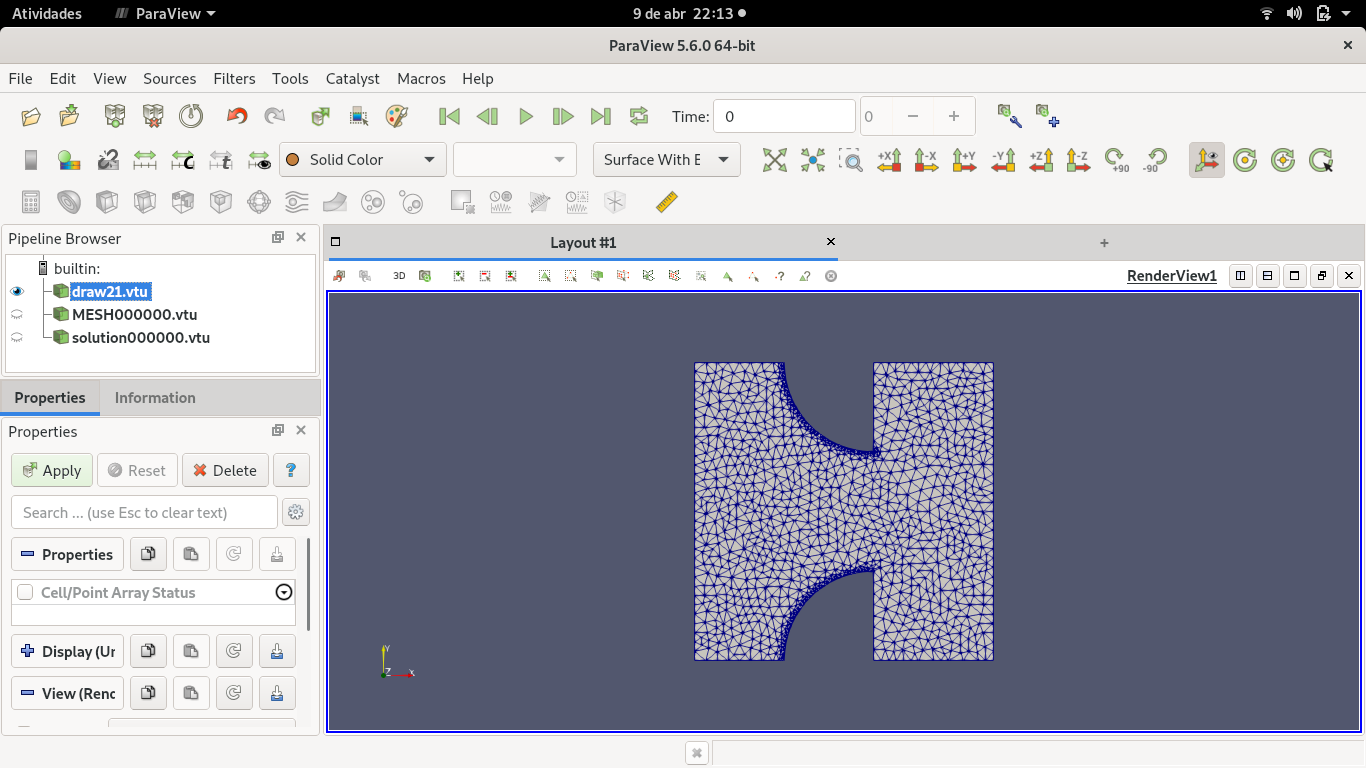 Atividades ParaView 9 de abr 22:13
ParaView 5.6.0 64-bit
File Edit View Sources Filters Tools Catalyst Macros Help
Time: 0 0
Solid Color Surface With E +X -X +Y -Y +Z -Z +90 -90
Pipeline Browser
builtin:
draw21.vtu
MESH000000.vtu
solution000000.vtu
Properties Information
Properties
Apply Reset Delete ?
Search ... (use Esc to clear text)
Properties
Cell/Point Array Status
Display (Ur
View (Renc
Layout #1 +
3D RenderView1
Y
Z X